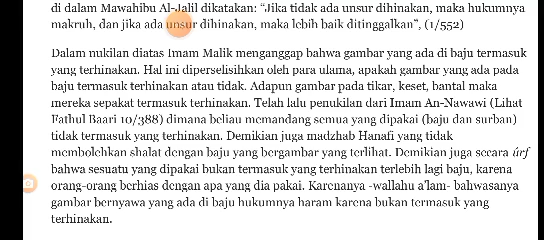 di dalam Mawahibu Al-Jalil dikatakan: “Jika tidak ada unsur dihinakan, maka hukumnya
makruh, dan jika ada unsur dihinakan, maka lebih baik ditinggalkan”, (1/552)
Dalam nukilan diatas Imam Malik menganggap bahwa gambar yang ada di baju termasuk
yang terhinakan. Hal ini diperselisihkan oleh para ulama, apakah gambar yang ada pada
baju termasuk terhinakan atau tidak. Adapun gambar pada tikar, keset, bantal maka
mereka sepakat termasuk terhinakan. Telah lalu penukilan dari Imam An-Nawawi (Lihat
Fathul Baari 10/388) dimana beliau memandang semua yang dipakai (baju dan surban)
tidak termasuk yang terhinakan. Demikian juga madzhab Hanafi yang tidak
membolehkan shalat dengan baju yang bergambar yang terlihat. Demikian juga secara úrf
bahwa sesuatu yang dipakai bukan termasuk yang terhinakan terlebih lagi baju, karena
orang-orang berhias dengan apa yang dia pakai. Karenanya -wallahu a’lam- bahwasanya
gambar bernyawa yang ada di baju hukumnya haram karena bukan termasuk yang
terhinakan.